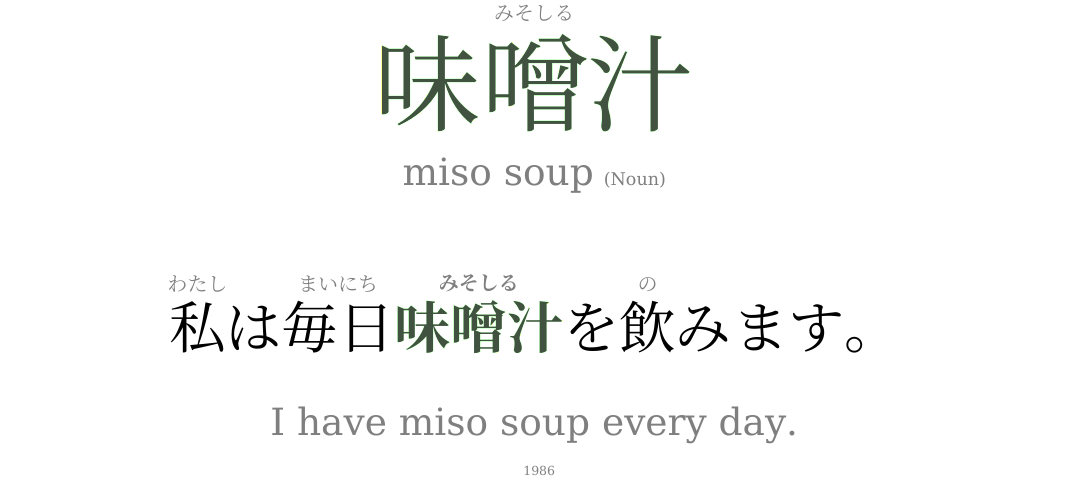 みそしる
味噌汁
miso soup (Noun)
わたし まいにち みそしる の
私は毎日味噌汁を飲みます。
I have miso soup every day.
1986